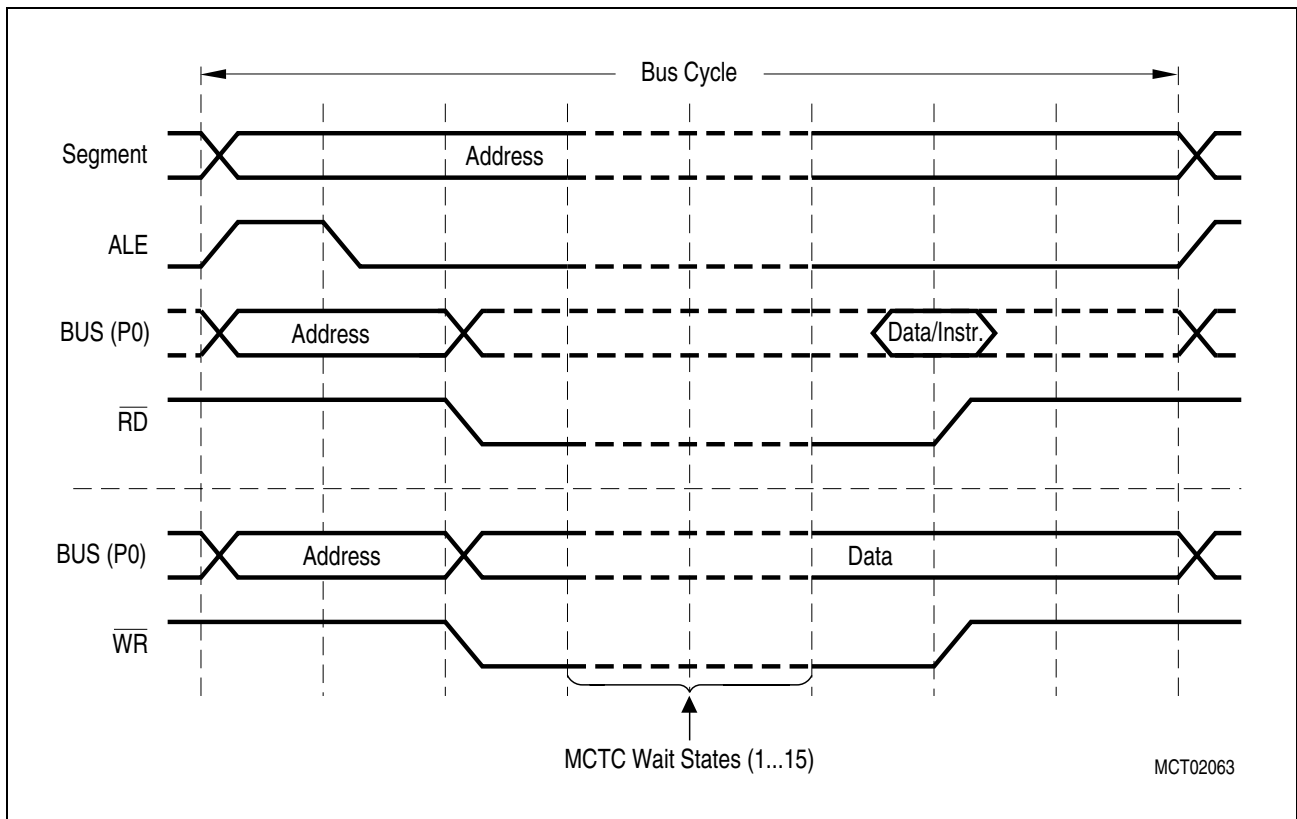 Bus Cycle
Segment
Address
ALE
BUS (P0)
Address
Data/Instr.
RD
BUS (P0)
Address
Data
WR
MCTC Wait States (1...15)
MCT02063